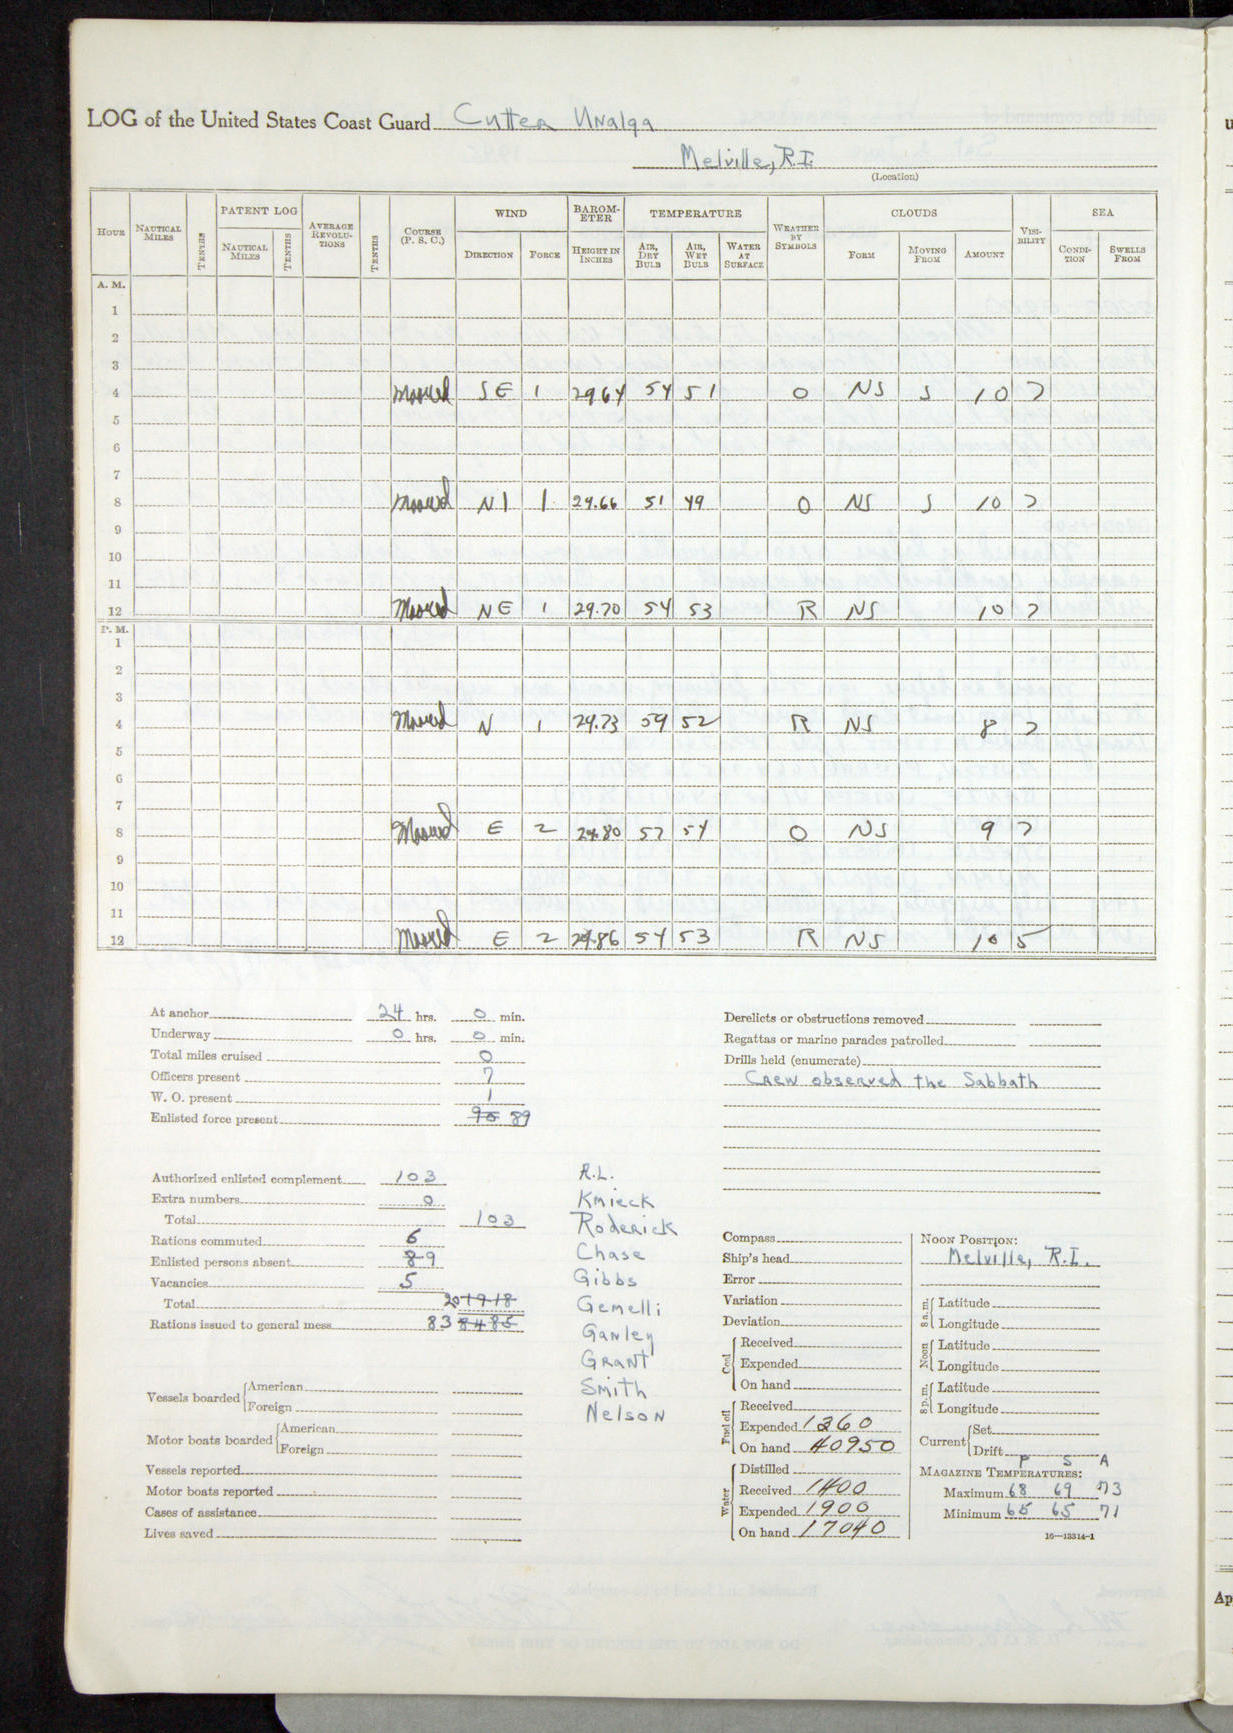 LOG of the United States Coast Guard Cutter Unalga
Melville, R.I.
(Location)
HOUR NAUTICAL MILES TENTHS PATENT LOG NAUTICAL MILES TENTHS AVERAGE REVOLUTIONS TENTHS COURSE (P. S. C.) WIND DIRECTION FORCE BAROMETER HEIGHT IN INCHES TEMPERATURE AIR, DRY BULB AIR, WET BULB WATER AT SURFACE WEATHER BY SYMBOLS CLOUDS FORM MOVING FROM AMOUNT VISIBILITY SEA CONDITION SWELLS FROM
A. M.
1
2
3
4 Moored SE 1 29.64 54 51 O NS S 10 7
5
6
7
8 Moored N 1 29.66 51 49 O NS S 10 7
9
10
11
12 Moored NE 1 29.70 54 53 R NS 10 7
P. M.
1
2
3
4 Moored N 1 29.73 59 52 R NS 8 7
5
6
7
8 Moored E 2 29.80 57 54 O NS 9 7
9
10
11
12 Moored E 2 29.86 54 53 R NS 10 5
At anchor 24 hrs. 0 min.
Underway 0 hrs. 0 min.
Total miles cruised 0
Officers present 7
W. O. present 1
Enlisted force present 90 89
Authorized enlisted complement 103
Extra numbers 0
Total 103
Rations commuted 6
Enlisted persons absent 8 9
Vacancies 5
Total 20 19 18
Rations issued to general mess 83 84 85
Vessels boarded American
Foreign
Motor boats boarded American
Foreign
Vessels reported
Motor boats reported
Cases of assistance
Lives saved
R.L.
Kmieck
Roderick
Chase
Gibbs
Gemelli
Ganley
Grant
Smith
Nelson
Derelicts or obstructions removed
Regattas or marine parades patrolled
Drills held (enumerate)
Crew observed the Sabbath
Compass
Ship's head
Error
Variation
Deviation
Coal Received
Expended
On hand
Fuel oil Received
Expended 1260
On hand 40950
Water Distilled
Received 1400
Expended 1900
On hand 17040
NOON POSITION:
Melville, R.I.
8 a.m. Latitude
Longitude
Noon Latitude
Longitude
8 p.m. Latitude
Longitude
Current Set
Drift
P S A
MAGAZINE TEMPERATURES:
Maximum 68 69 73
Minimum 65 65 71
16—13314-1